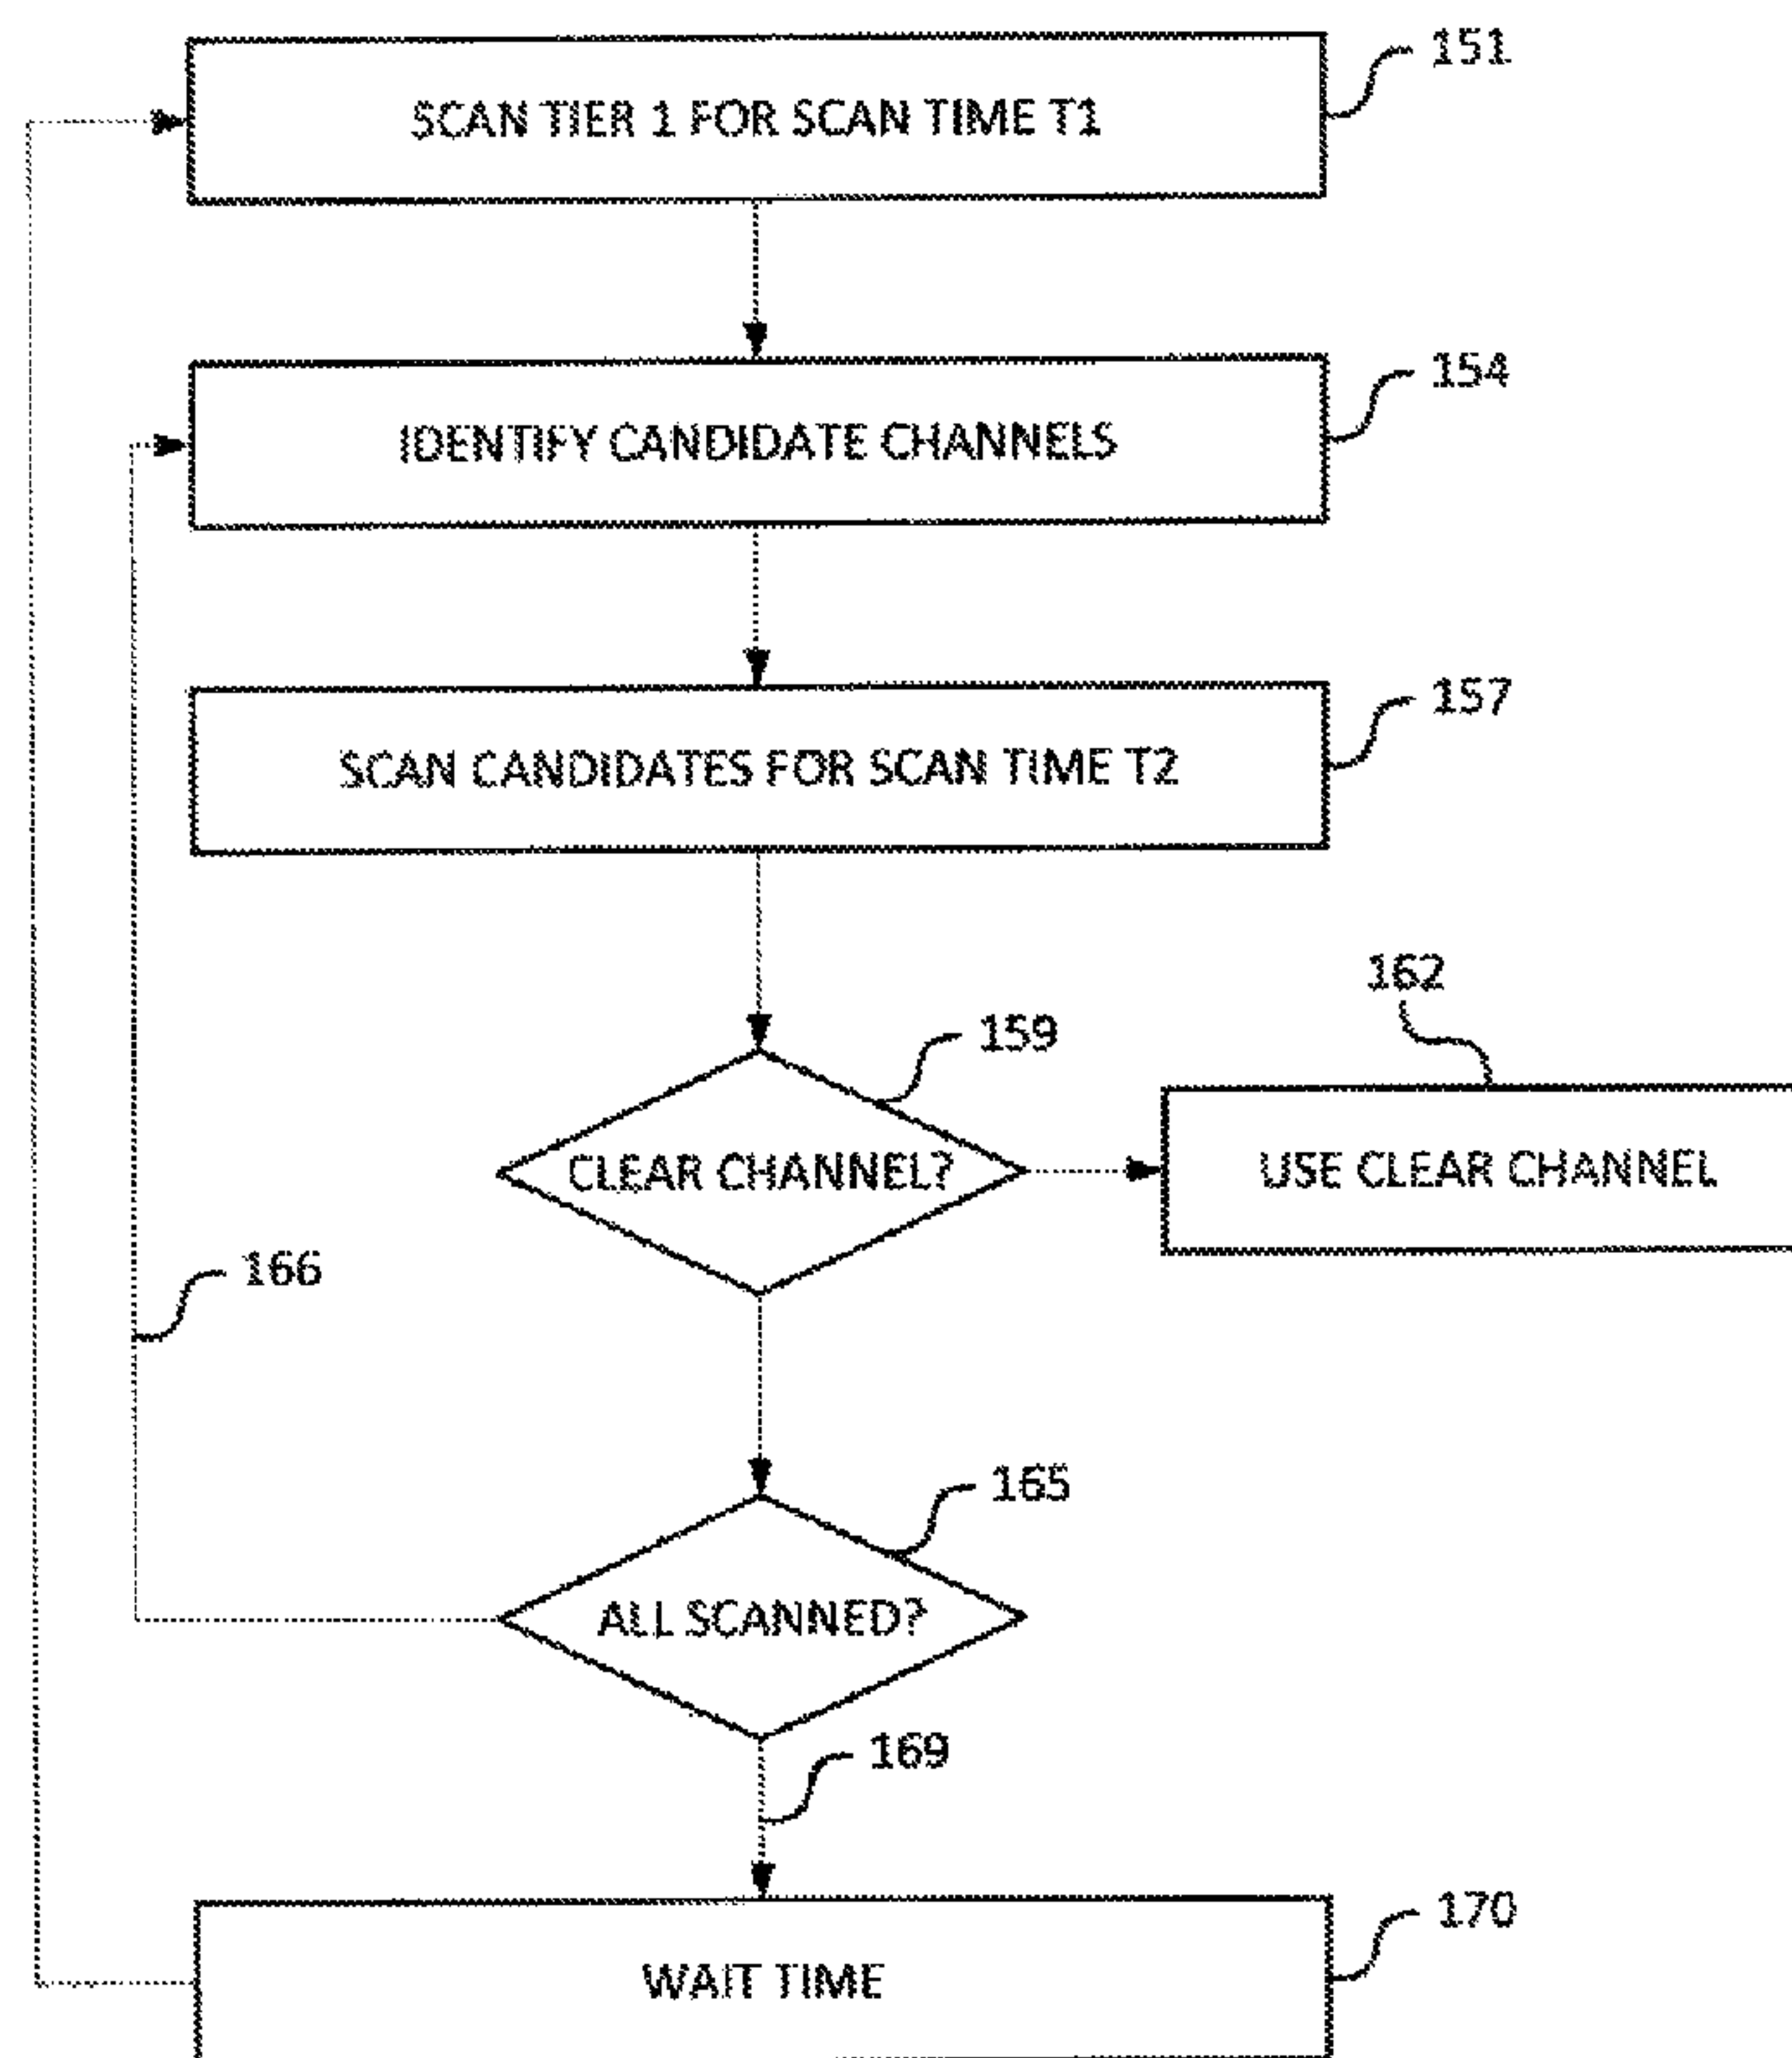 SCAN TIER 1 FOR SCAN TIME T1
151
IDENTIFY CANDIDATE CHANNELS
154
SCAN CANDIDATES FOR SCAN TIME T2
157
162
159
CLEAR CHANNEL?
USE CLEAR CHANNEL
166
165
ALL SCANNED?
169
170
WAIT TIME